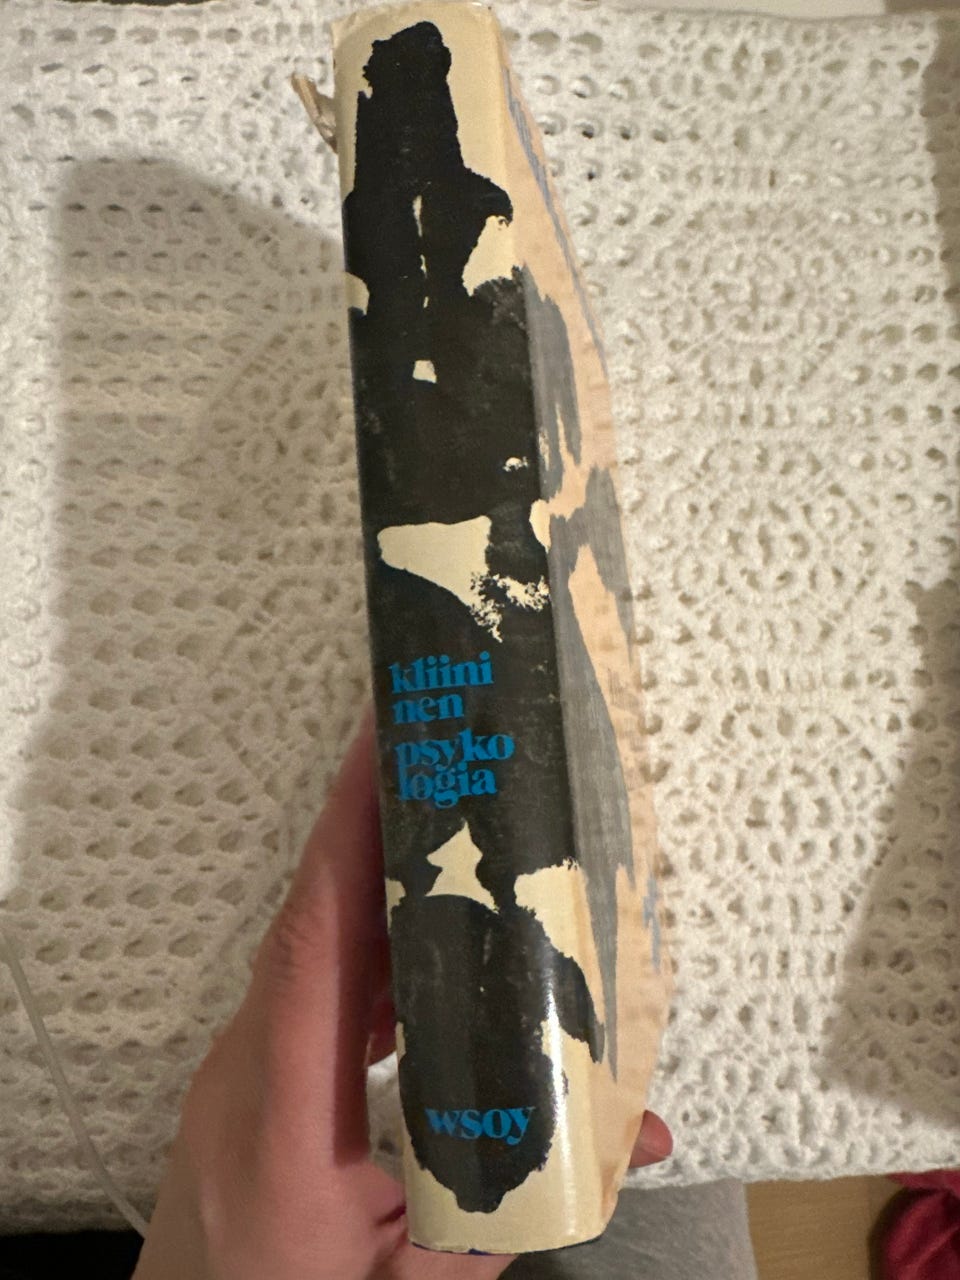 kliini
nen
psyko
logia
wsoy